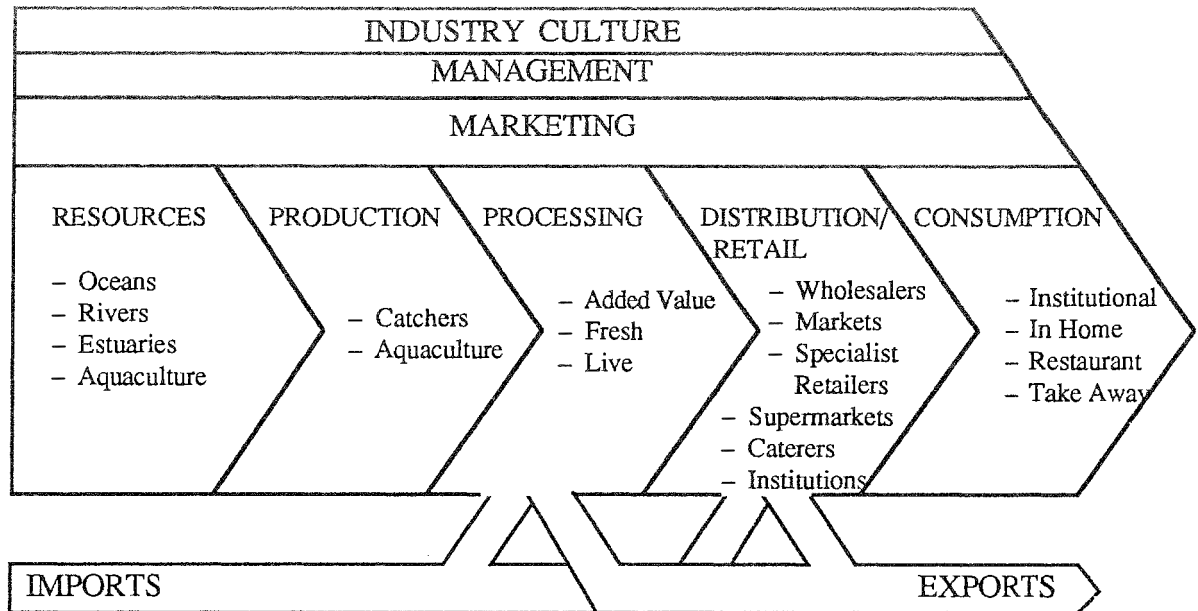 INDUSTRY CULTURE
MANAGEMENT
MARKETING
RESOURCES
– Oceans
– Rivers
– Estuaries
– Aquaculture
PRODUCTION
– Catchers
– Aquaculture
PROCESSING
– Added Value
– Fresh
– Live
DISTRIBUTION/
RETAIL
– Wholesalers
– Markets
– Specialist
Retailers
– Supermarkets
– Caterers
– Institutions
CONSUMPTION
– Institutional
– In Home
– Restaurant
– Take Away
IMPORTS
EXPORTS